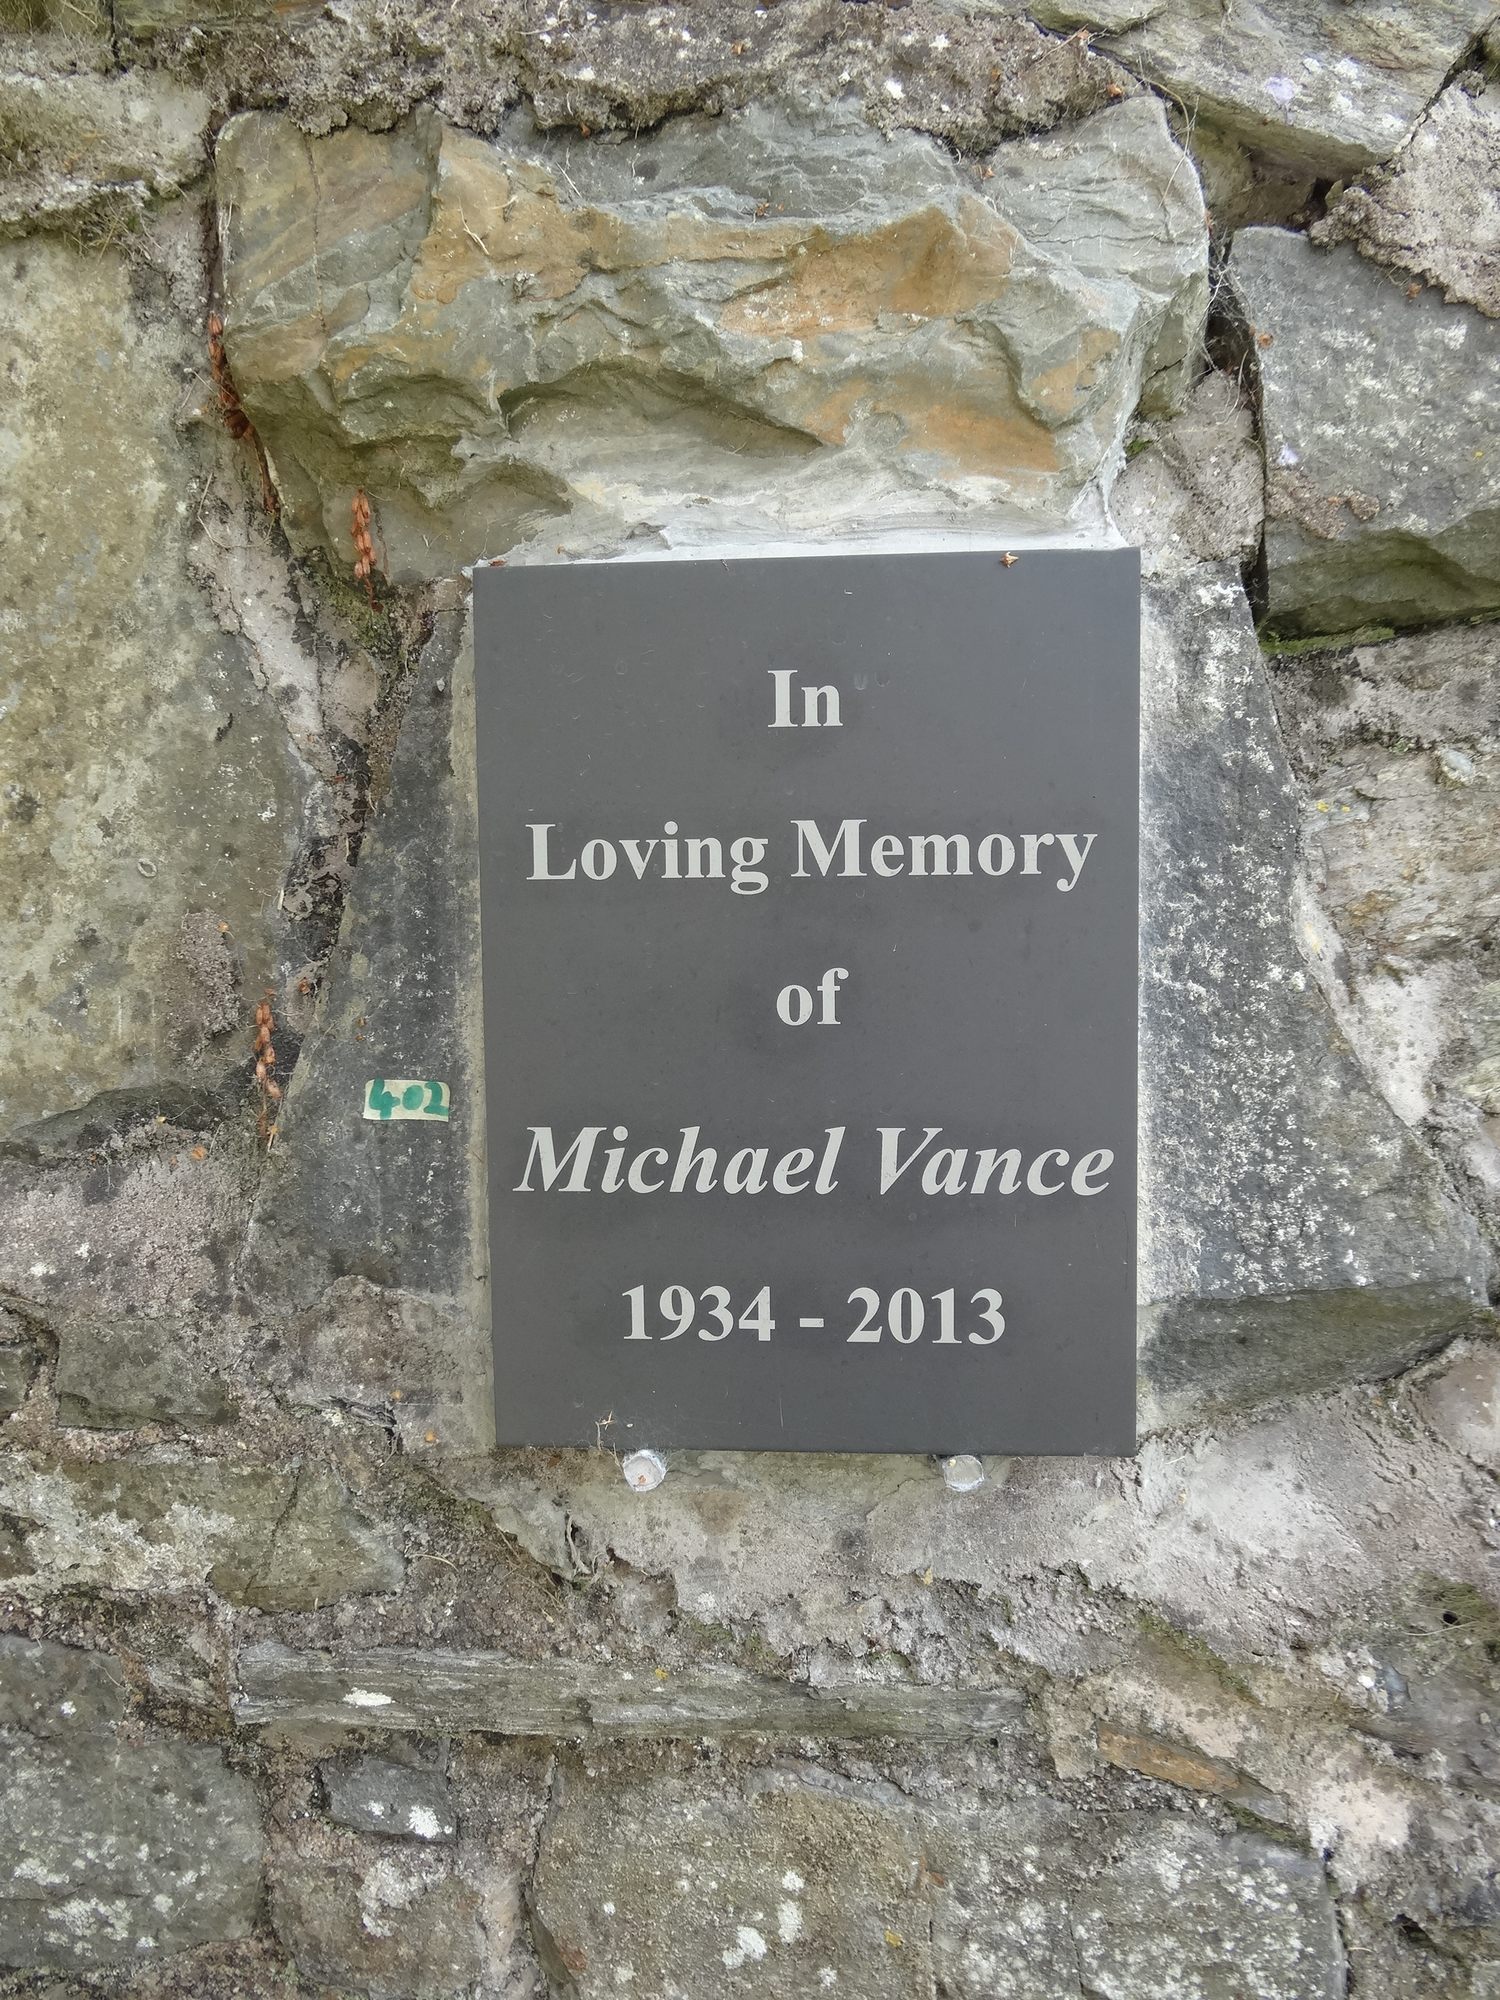 In
Loving Memory
of
402
Michael Vance
1934 - 2013